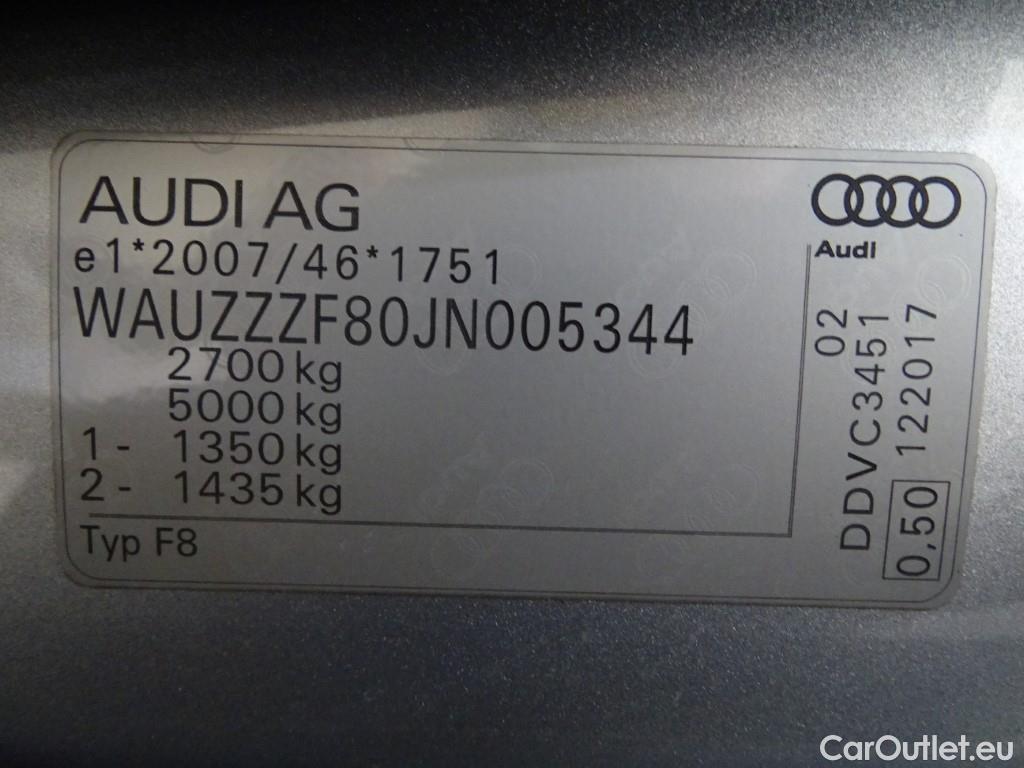 AUDI AG
e1*2007/46*1751
WAUZZZF80JN005344
2700 kg
5000 kg
1 - 1350 kg
2 - 1435 kg
Typ F8
Audi
02
DDVC3451
0,50 122017
CarOutlet.eu